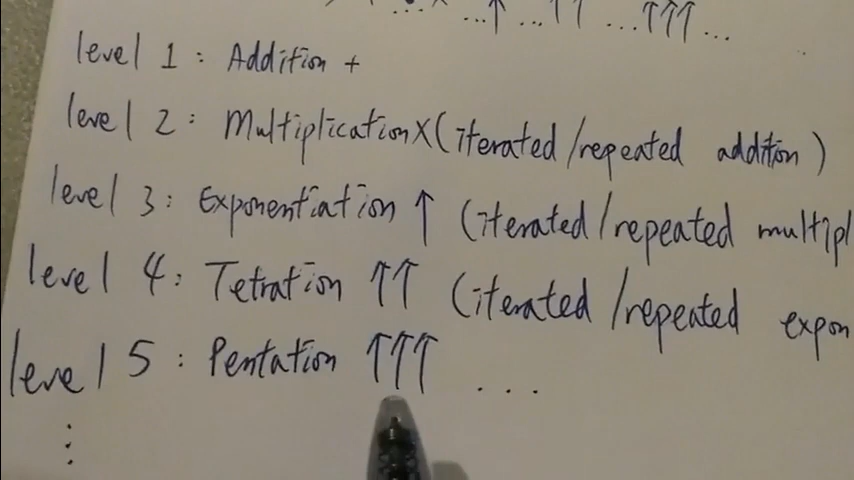 ...↑ ...↑↑ ...↑↑↑...
level 1 : Addition +
level 2 : Multiplication × (iterated/repeated addition)
level 3 : Exponentiation ↑ (iterated/repeated multipl
level 4 : Tetration ↑↑ (iterated/repeated expon
level 5 : Pentation ↑↑↑ ...
⋮